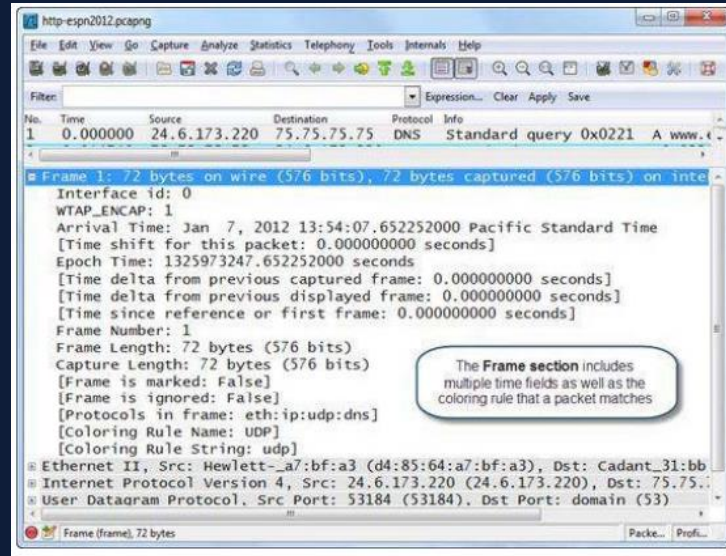 http-espn2012.pcapng
File Edit View Go Capture Analyze Statistics Telephony Tools Internals Help
Filter: Expression... Clear Apply Save
No. Time Source Destination Protocol Info
1 0.000000 24.6.173.220 75.75.75.75 DNS Standard query 0x0221 A www.
Frame 1: 72 bytes on wire (576 bits), 72 bytes captured (576 bits) on inte
Interface id: 0
WTAP_ENCAP: 1
Arrival Time: Jan 7, 2012 13:54:07.652252000 Pacific Standard Time
[Time shift for this packet: 0.000000000 seconds]
Epoch Time: 1325973247.652252000 seconds
[Time delta from previous captured frame: 0.000000000 seconds]
[Time delta from previous displayed frame: 0.000000000 seconds]
[Time since reference or first frame: 0.000000000 seconds]
Frame Number: 1
Frame Length: 72 bytes (576 bits)
Capture Length: 72 bytes (576 bits)
[Frame is marked: False]
[Frame is ignored: False]
[Protocols in frame: eth:ip:udp:dns]
[Coloring Rule Name: UDP]
[Coloring Rule String: udp]
The Frame section includes
multiple time fields as well as the
coloring rule that a packet matches
Ethernet II, Src: Hewlett-_a7:bf:a3 (d4:85:64:a7:bf:a3), Dst: Cadant_31:bb
Internet Protocol Version 4, Src: 24.6.173.220 (24.6.173.220), Dst: 75.75.
User Datagram Protocol, Src Port: 53184 (53184), Dst Port: domain (53)
Frame (frame), 72 bytes Packe... Profi...